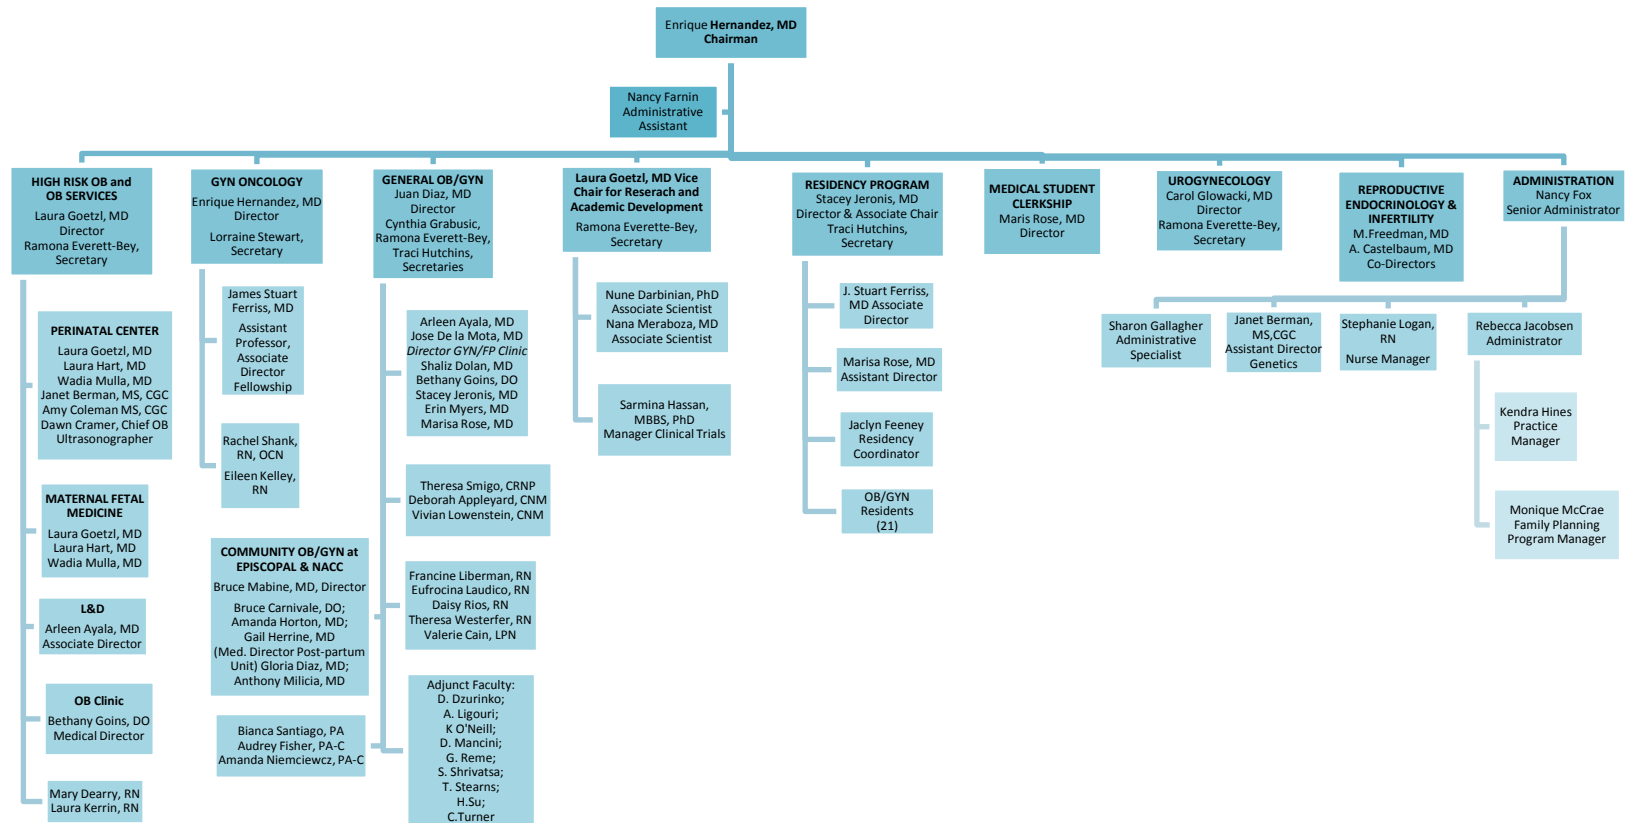 Enrique Hernandez, MD
Chairman
Nancy Farnin
Administrative
Assistant
HIGH RISK OB and
OB SERVICES
Laura Goetzl, MD
Director
Ramona Everett-Bey,
Secretary
PERINATAL CENTER
Laura Goetzl, MD
Laura Hart, MD
Wadia Mulla, MD
Janet Berman, MS, CGC
Amy Coleman MS, CGC
Dawn Cramer, Chief OB
Ultrasonographer
MATERNAL FETAL
MEDICINE
Laura Goetzl, MD
Laura Hart, MD
Wadia Mulla, MD
L&D
Arleen Ayala, MD
Associate Director
OB Clinic
Bethany Goins, DO
Medical Director
Mary Dearry, RN
Laura Kerrin, RN
GYN ONCOLOGY
Enrique Hernandez, MD
Director
Lorraine Stewart,
Secretary
James Stuart
Ferriss, MD
Assistant
Professor,
Associate
Director
Fellowship
Rachel Shank,
RN, OCN
Eileen Kelley,
RN
GENERAL OB/GYN
Juan Diaz, MD
Director
Cynthia Grabusic,
Ramona Everett-Bey,
Traci Hutchins,
Secretaries
Arleen Ayala, MD
Jose De la Mota, MD
Director GYN/FP Clinic
Shaliz Dolan, MD
Bethany Goins, DO
Stacey Jeronis, MD
Erin Myers, MD
Marisa Rose, MD
Theresa Smigo, CRNP
Deborah Appleyard, CNM
Vivian Lowenstein, CNM
COMMUNITY OB/GYN at
EPISCOPAL & NACC
Bruce Mabine, MD, Director
Bruce Carnivale, DO;
Amanda Horton, MD;
Gail Herrine, MD
(Med. Director Post-partum
Unit) Gloria Diaz, MD;
Anthony Milicia, MD
Francine Liberman, RN
Eufrocina Laudico, RN
Daisy Rios, RN
Theresa Westerfer, RN
Valerie Cain, LPN
Bianca Santiago, PA
Audrey Fisher, PA-C
Amanda Niemciewcz, PA-C
Adjunct Faculty:
D. Dzurinko;
A. Ligouri;
K O'Neill;
D. Mancini;
G. Reme;
S. Shrivatsa;
T. Stearns;
H.Su;
C.Turner
Laura Goetzl, MD Vice
Chair for Reserach and
Academic Development
Ramona Everette-Bey,
Secretary
Nune Darbinian, PhD
Associate Scientist
Nana Meraboza, MD
Associate Scientist
Sarmina Hassan,
MBBS, PhD
Manager Clinical Trials
RESIDENCY PROGRAM
Stacey Jeronis, MD
Director & Associate Chair
Traci Hutchins,
Secretary
J. Stuart Ferriss,
MD Associate
Director
Marisa Rose, MD
Assistant Director
Jaclyn Feeney
Residency
Coordinator
OB/GYN
Residents
(21)
MEDICAL STUDENT
CLERKSHIP
Maris Rose, MD
Director
UROGYNECOLOGY
Carol Glowacki, MD
Director
Ramona Everette-Bey,
Secretary
REPRODUCTIVE
ENDOCRINOLOGY &
INFERTILITY
M.Freedman, MD
A. Castelbaum, MD
Co-Directors
ADMINISTRATION
Nancy Fox
Senior Administrator
Sharon Gallagher
Administrative
Specialist
Janet Berman,
MS,CGC
Assistant Director
Genetics
Stephanie Logan,
RN
Nurse Manager
Rebecca Jacobsen
Administrator
Kendra Hines
Practice
Manager
Monique McCrae
Family Planning
Program Manager